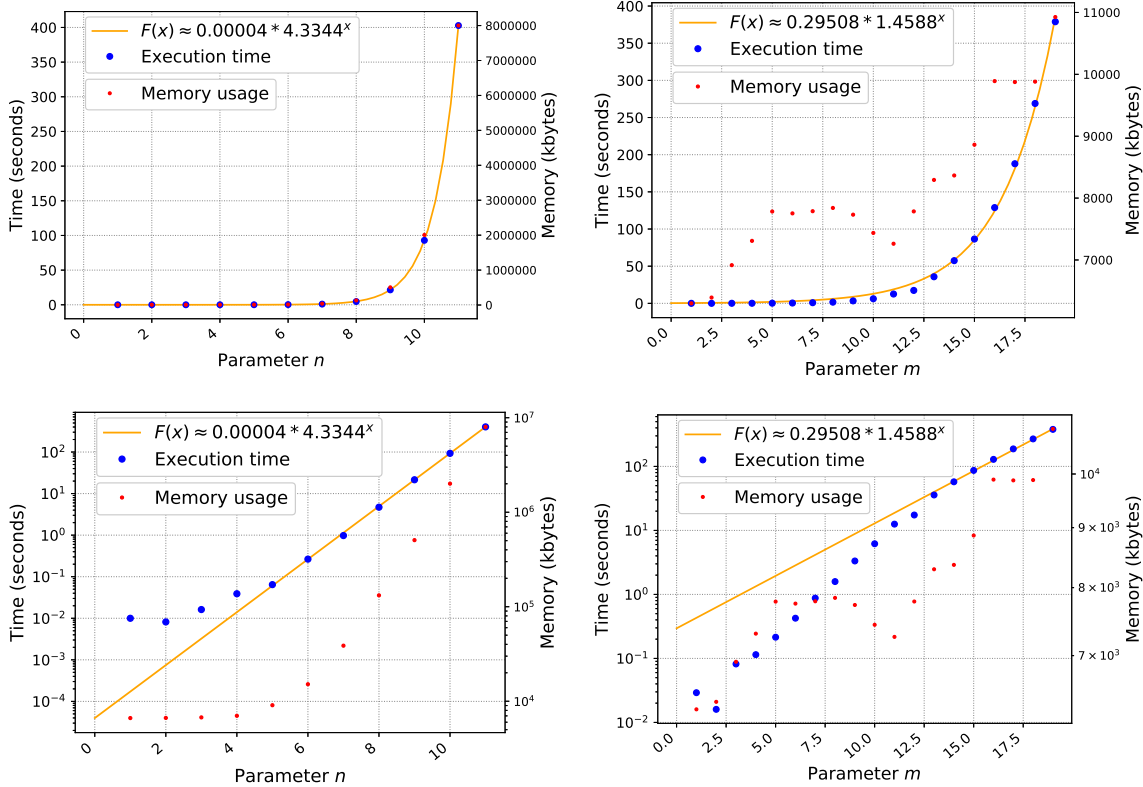 F(x) ≈ 0.00004 * 4.3344^x
Execution time
Memory usage
Time (seconds)
400
350
300
250
200
150
100
50
0
8000000
7000000
6000000
5000000
4000000
3000000
2000000
1000000
0
Memory (kbytes)
0
2
4
6
8
10
Parameter n
F(x) ≈ 0.29508 * 1.4588^x
Execution time
Memory usage
Time (seconds)
400
350
300
250
200
150
100
50
0
11000
10000
9000
8000
7000
Memory (kbytes)
0.0
2.5
5.0
7.5
10.0
12.5
15.0
17.5
Parameter m
F(x) ≈ 0.00004 * 4.3344^x
Execution time
Memory usage
Time (seconds)
10^2
10^1
10^0
10^−1
10^−2
10^−3
10^−4
10^7
10^6
10^5
10^4
Memory (kbytes)
0
2
4
6
8
10
Parameter n
F(x) ≈ 0.29508 * 1.4588^x
Execution time
Memory usage
Time (seconds)
10^2
10^1
10^0
10^−1
10^−2
10^4
9 × 10^3
8 × 10^3
7 × 10^3
Memory (kbytes)
0.0
2.5
5.0
7.5
10.0
12.5
15.0
17.5
Parameter m